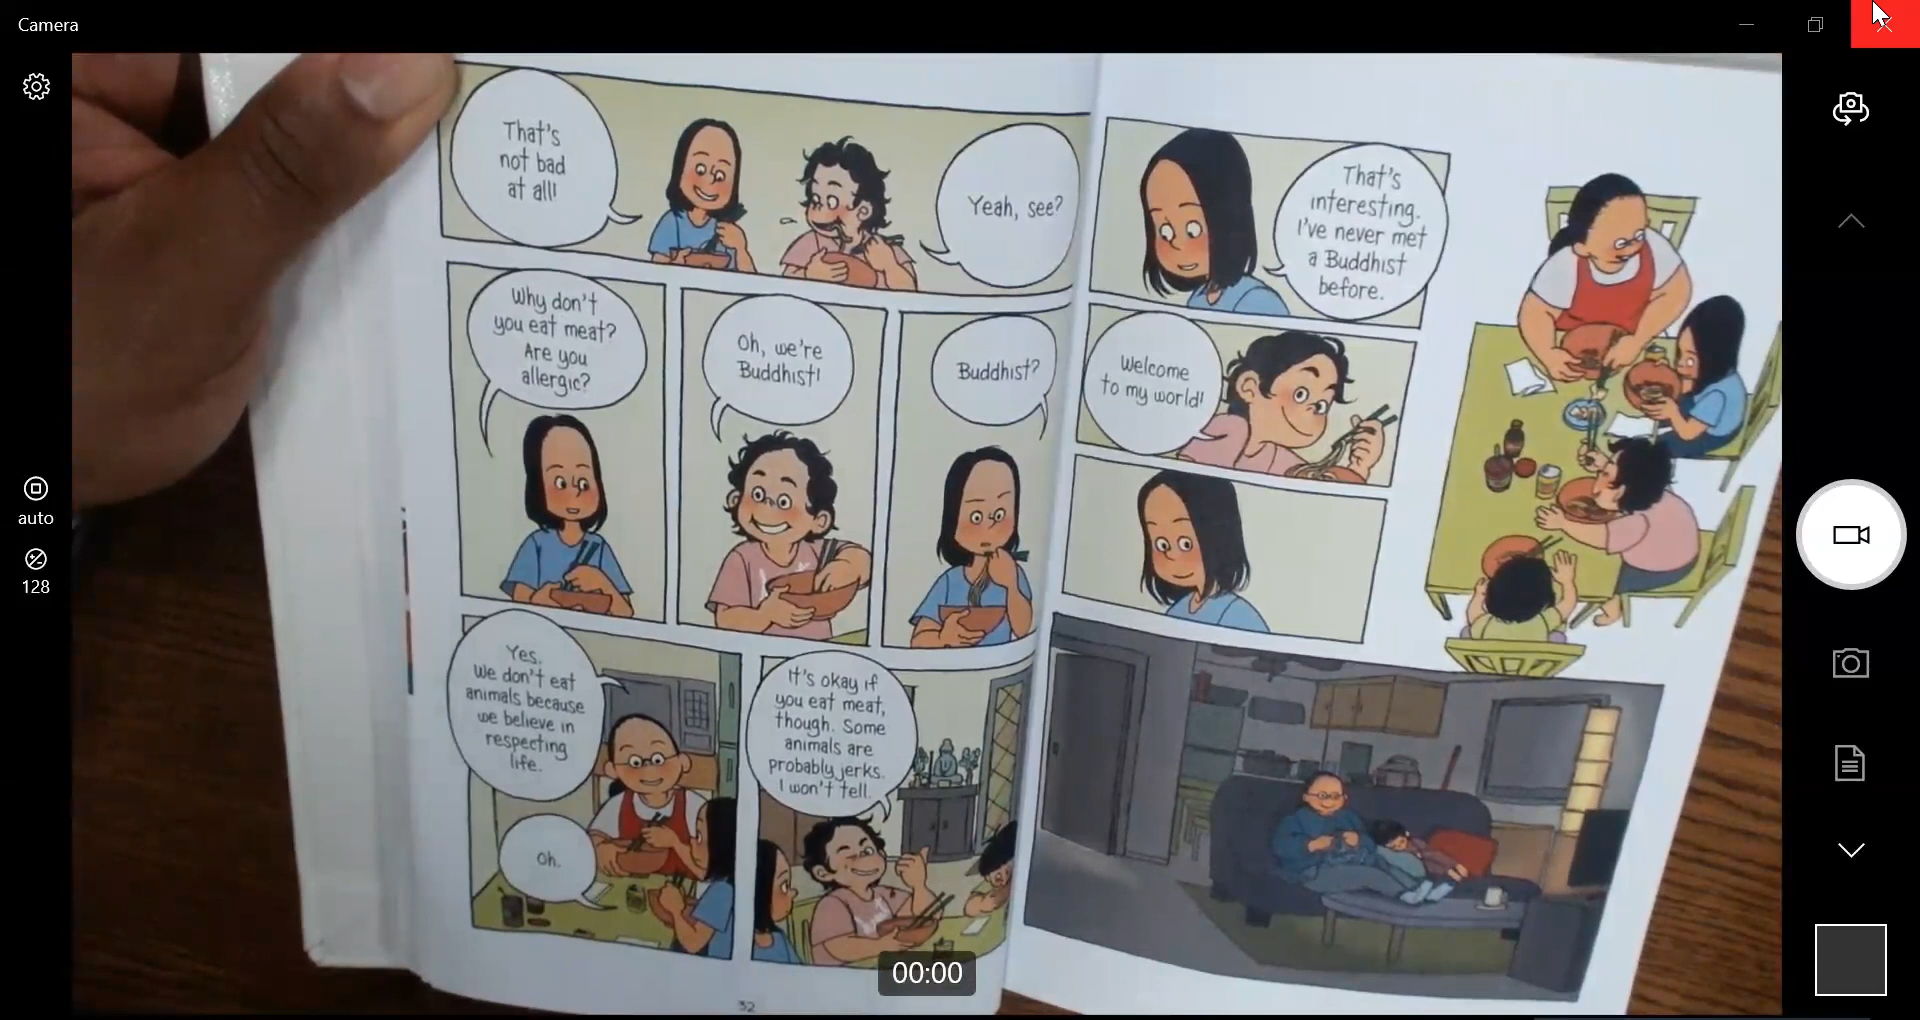 Camera
That's
not bad
at all!
Yeah, see?
Why don't
you eat meat?
Are you
allergic?
Oh, we're
Buddhist!
Buddhist?
Yes.
We don't eat
animals because
we believe in
respecting
life.
Oh.
It's okay if
you eat meat,
though. Some
animals are
probably jerks.
I won't tell.
32
That's
interesting.
I've never met
a Buddhist
before.
Welcome
to my world!
auto
128
00:00